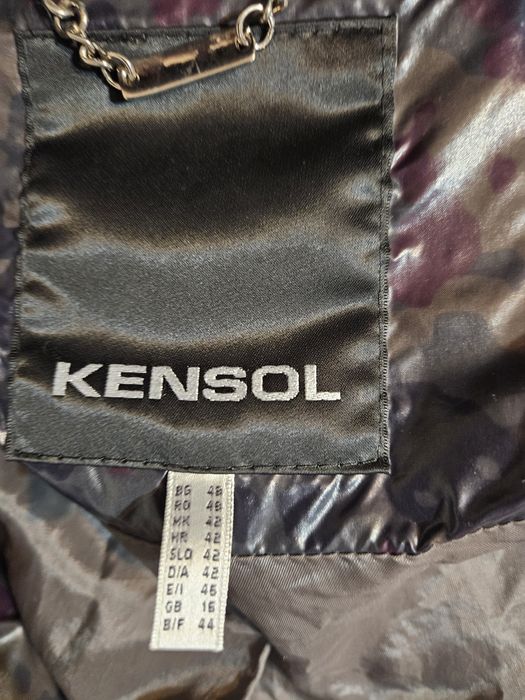 KENSOL
BG 48
RO 48
MK 42
HR 42
SLO 42
D/A 42
E/I 46
GB 16
B/F 44